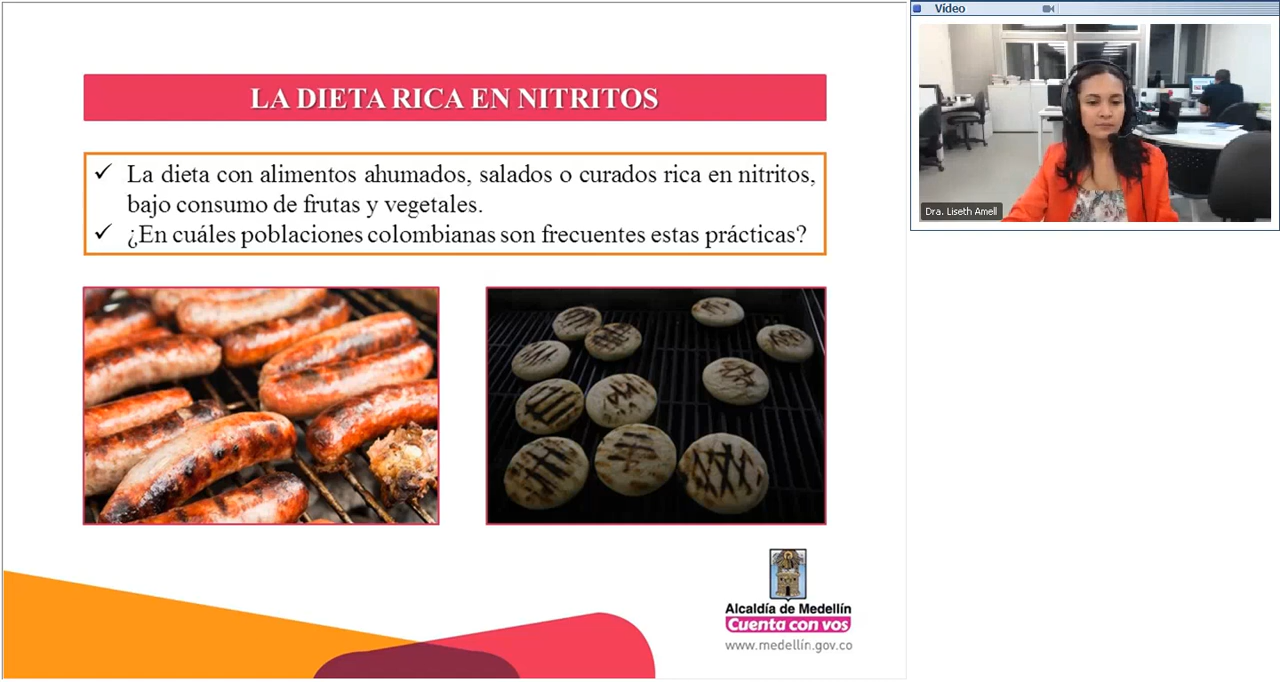 Vídeo
LA DIETA RICA EN NITRITOS
La dieta con alimentos ahumados, salados o curados rica en nitritos,
bajo consumo de frutas y vegetales.
¿En cuáles poblaciones colombianas son frecuentes estas prácticas?
Dra. Liseth Amell
Alcaldía de Medellín
Cuenta con vos
www.medellín.gov.co